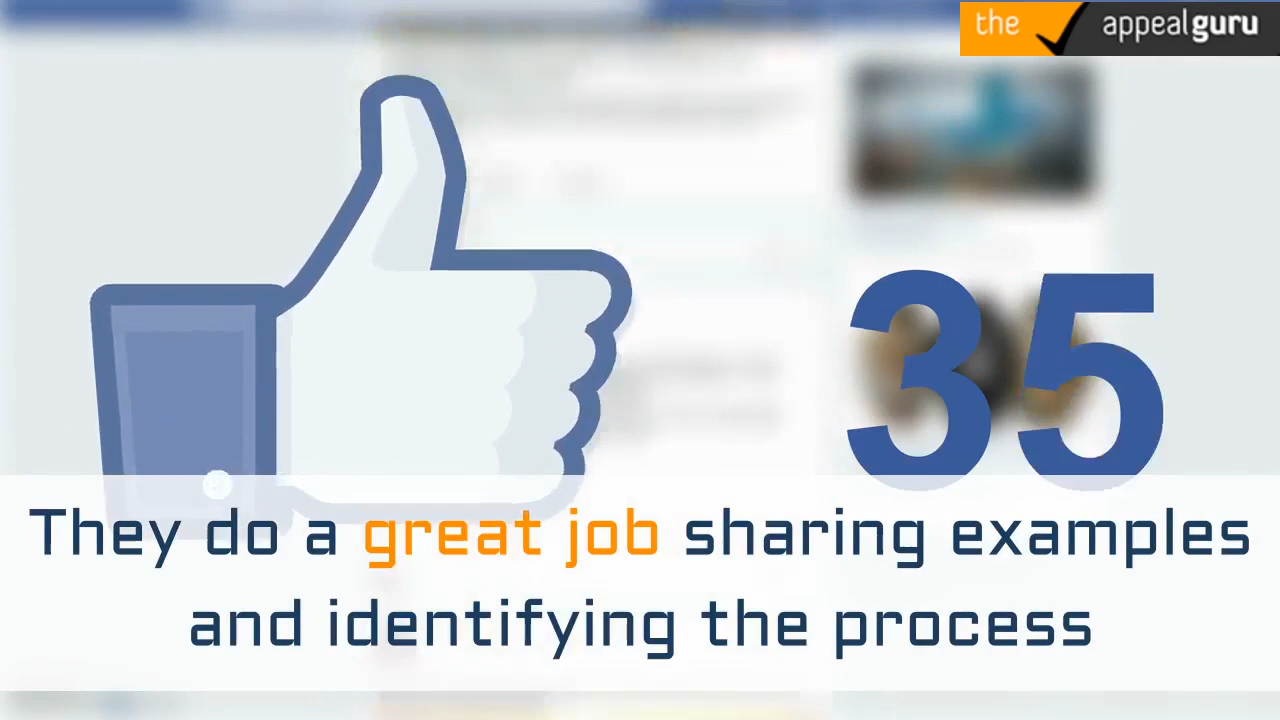 the appealguru
35
They do a great job sharing examples
and identifying the process